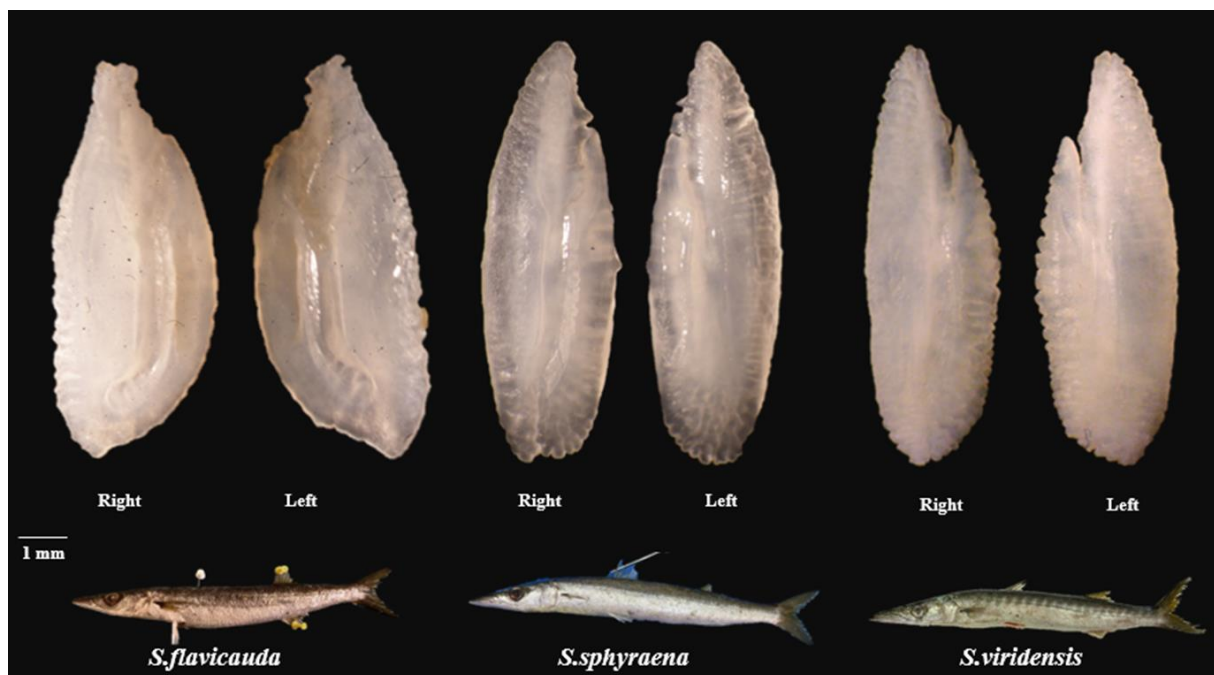 Right
Left
Right
Left
Right
Left
1 mm
S.flavicauda
S.sphyraena
S.viridensis